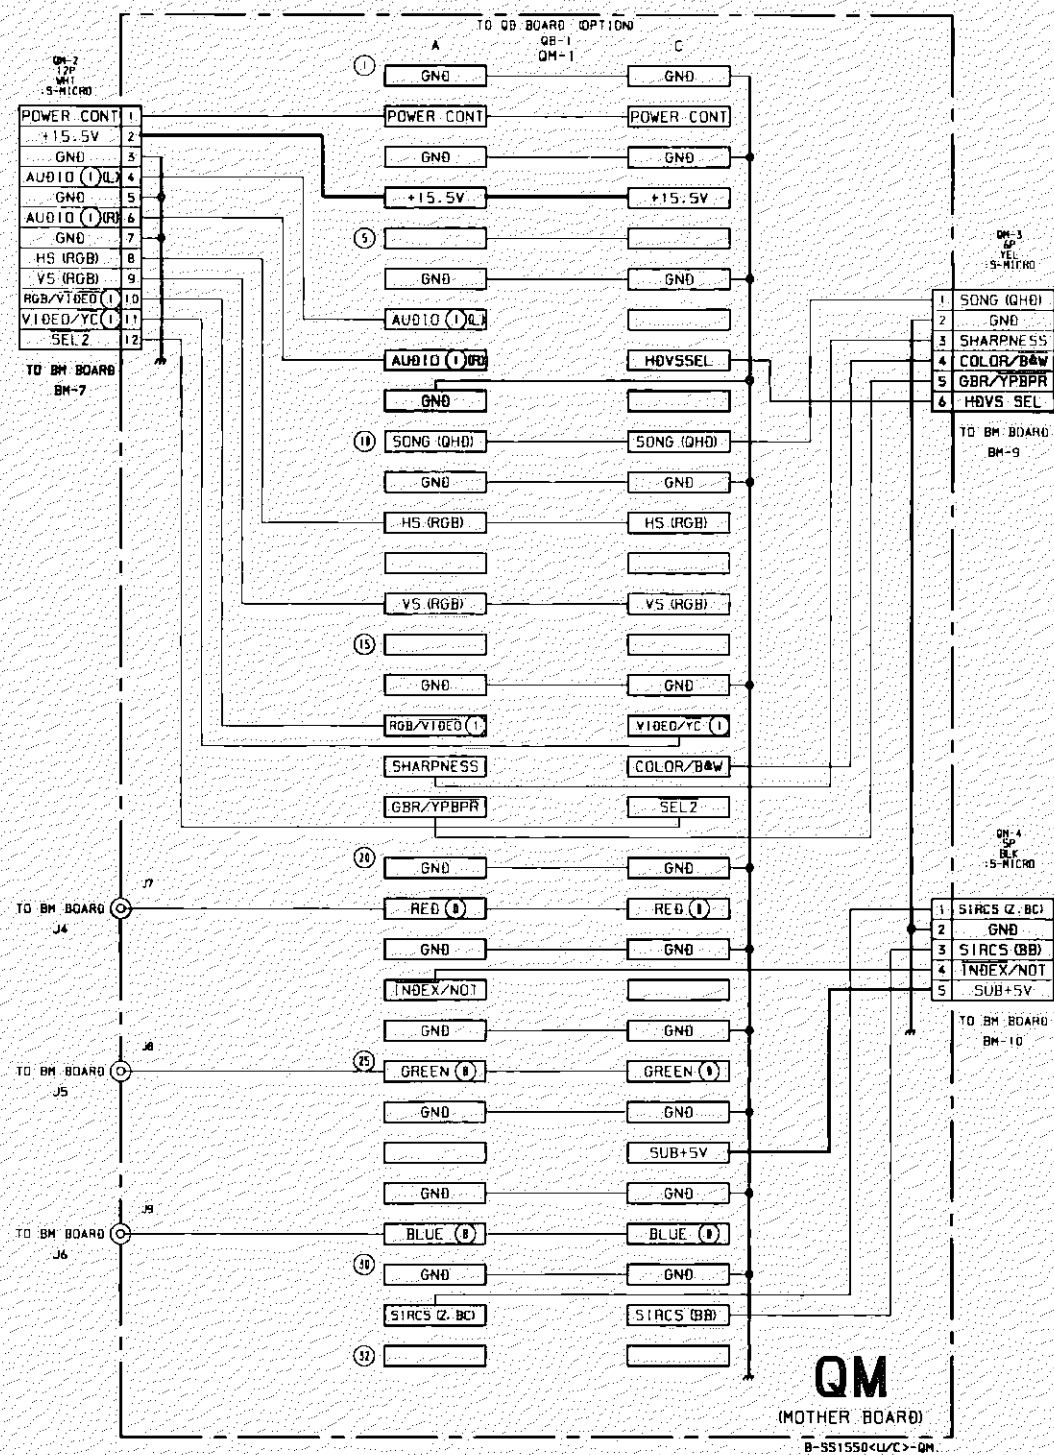 TO QB BOARD (OPTION)
QB-1
QM-1
A
C
QM-2
12P
WHT
:S-MICRO
POWER CONT 1
+15.5V 2
GND 3
AUDIO (1)(L) 4
GND 5
AUDIO (1)(R) 6
GND 7
HS (RGB) 8
VS (RGB) 9
RGB/VIDEO (1) 10
VIDEO/YC (1) 11
SEL2 12
TO BM BOARD
BM-7
1 GND GND
POWER CONT POWER CONT
GND GND
+15.5V +15.5V
5
GND GND
AUDIO (1)(L)
AUDIO (1)(R) HDVSSEL
GND
10 SONG (QHD) SONG (QHD)
GND GND
HS (RGB) HS (RGB)
VS (RGB) VS (RGB)
15
GND GND
RGB/VIDEO (1) VIDEO/YC (1)
SHARPNESS COLOR/B&W
GBR/YPBPR SEL2
20 GND GND
RED RED
GND GND
INDEX/NOT
GND GND
25 GREEN GREEN
GND GND
SUB+5V
GND GND
BLUE BLUE
30 GND GND
SIRCS (Z.BC) SIRCS (BB)
32
QM-3
6P
YEL
:S-MICRO
1 SONG (QHD)
2 GND
3 SHARPNESS
4 COLOR/B&W
5 GBR/YPBPR
6 HDVS SEL
TO BM BOARD
BM-9
QM-4
5P
BLK
:S-MICRO
1 SIRCS (Z.BC)
2 GND
3 SIRCS (BB)
4 INDEX/NOT
5 SUB+5V
TO BM BOARD
BM-10
J7
TO BM BOARD
J4
J8
TO BM BOARD
J5
J9
TO BM BOARD
J6
QM
(MOTHER BOARD)
B-SS1550<U/C>-QM.